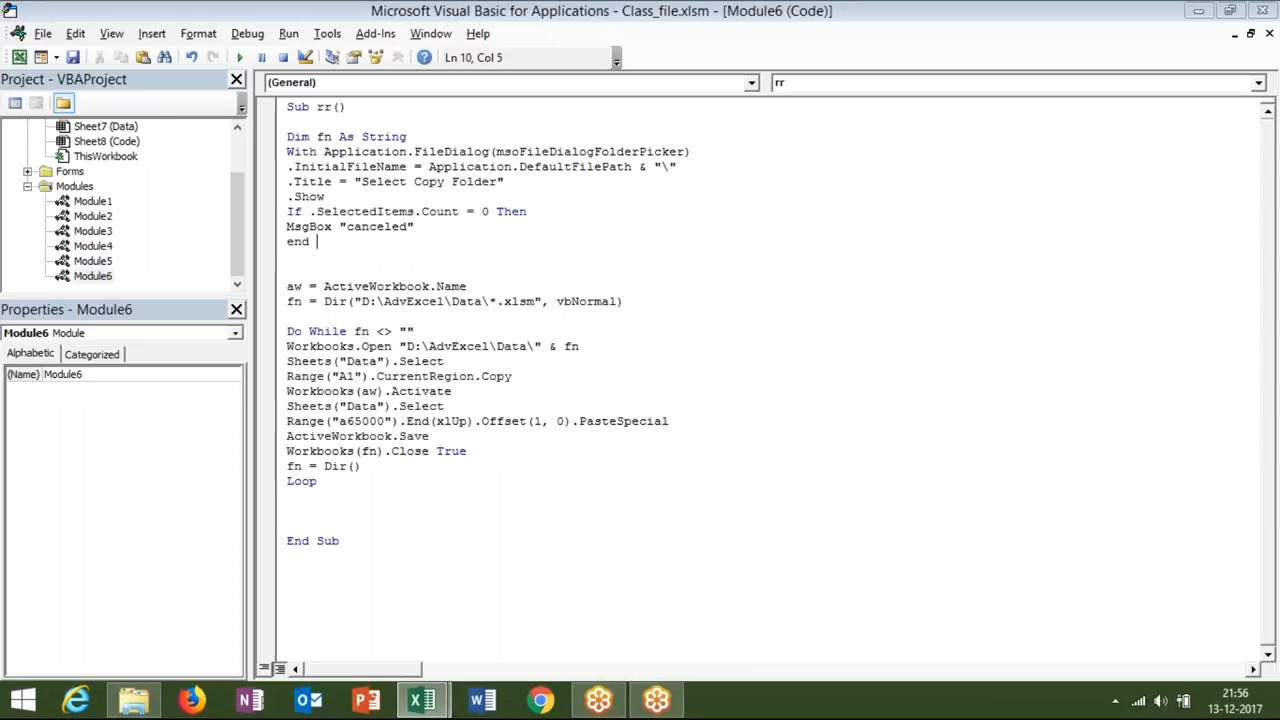 Microsoft Visual Basic for Applications - Class_file.xlsm - [Module6 (Code)]
File Edit View Insert Format Debug Run Tools Add-Ins Window Help
Ln 10, Col 5
Project - VBAProject
Sheet7 (Data)
Sheet8 (Code)
ThisWorkbook
Forms
Modules
Module1
Module2
Module3
Module4
Module5
Module6
Properties - Module6
Module6 Module
Alphabetic Categorized
(Name) Module6
(General) rr
Sub rr()
Dim fn As String
With Application.FileDialog(msoFileDialogFolderPicker)
.InitialFileName = Application.DefaultFilePath & "\"
.Title = "Select Copy Folder"
.Show
If .SelectedItems.Count = 0 Then
MsgBox "canceled"
end
aw = ActiveWorkbook.Name
fn = Dir("D:\AdvExcel\Data\*.xlsm", vbNormal)
Do While fn <> ""
Workbooks.Open "D:\AdvExcel\Data\" & fn
Sheets("Data").Select
Range("A1").CurrentRegion.Copy
Workbooks(aw).Activate
Sheets("Data").Select
Range("a65000").End(xlUp).Offset(1, 0).PasteSpecial
ActiveWorkbook.Save
Workbooks(fn).Close True
fn = Dir()
Loop
End Sub
21:56
13-12-2017